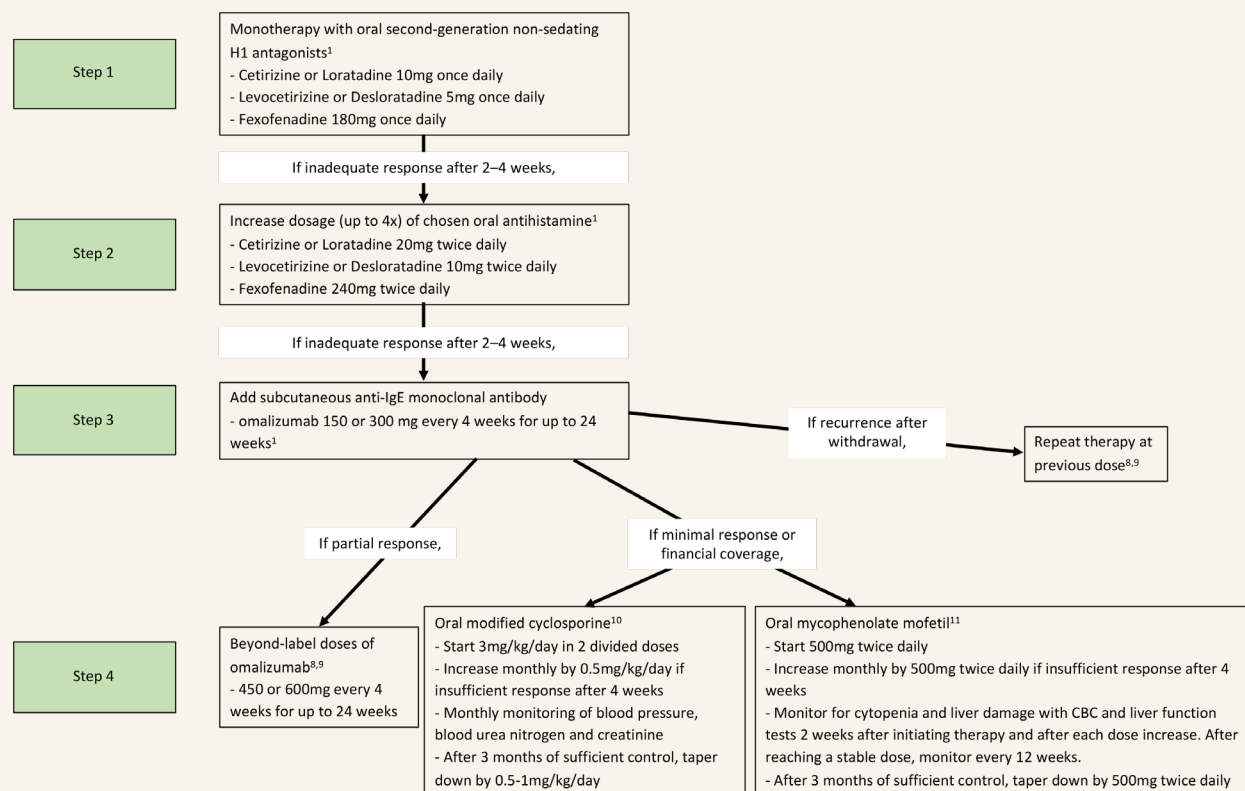 Step 1
Monotherapy with oral second-generation non-sedating
H1 antagonists¹
- Cetirizine or Loratadine 10mg once daily
- Levocetirizine or Desloratadine 5mg once daily
- Fexofenadine 180mg once daily
If inadequate response after 2–4 weeks,
Step 2
Increase dosage (up to 4x) of chosen oral antihistamine¹
- Cetirizine or Loratadine 20mg twice daily
- Levocetirizine or Desloratadine 10mg twice daily
- Fexofenadine 240mg twice daily
If inadequate response after 2–4 weeks,
Step 3
Add subcutaneous anti-IgE monoclonal antibody
- omalizumab 150 or 300 mg every 4 weeks for up to 24
weeks¹
If recurrence after
withdrawal,
Repeat therapy at
previous dose⁸,⁹
If partial response,
If minimal response or
financial coverage,
Step 4
Beyond-label doses of
omalizumab⁸,⁹
- 450 or 600mg every 4
weeks for up to 24 weeks
Oral modified cyclosporine¹⁰
- Start 3mg/kg/day in 2 divided doses
- Increase monthly by 0.5mg/kg/day if
insufficient response after 4 weeks
- Monthly monitoring of blood pressure,
blood urea nitrogen and creatinine
- After 3 months of sufficient control, taper
down by 0.5-1mg/kg/day
Oral mycophenolate mofetil¹¹
- Start 500mg twice daily
- Increase monthly by 500mg twice daily if insufficient response after 4
weeks
- Monitor for cytopenia and liver damage with CBC and liver function
tests 2 weeks after initiating therapy and after each dose increase. After
reaching a stable dose, monitor every 12 weeks.
- After 3 months of sufficient control, taper down by 500mg twice daily